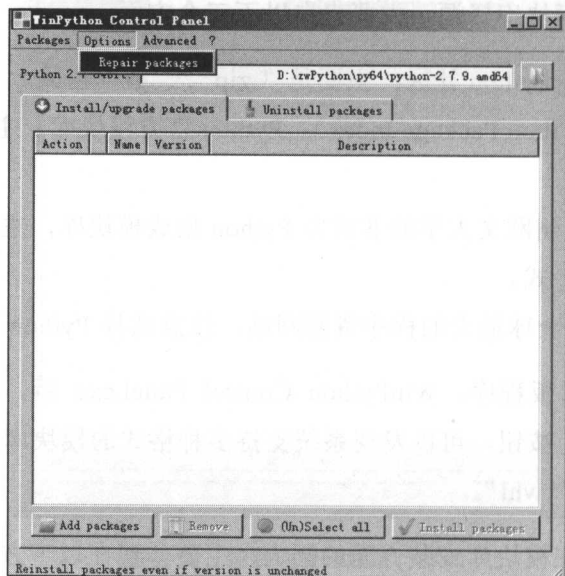 WinPython Control Panel
Packages Options Advanced ?
Repair packages
Python 2.7 64bit: D:\zwPython\py64\python-2.7.9.amd64
Install/upgrade packages Uninstall packages
Action Name Version Description
Add packages Remove (Un)Select all Install packages
Reinstall packages even if version is unchanged